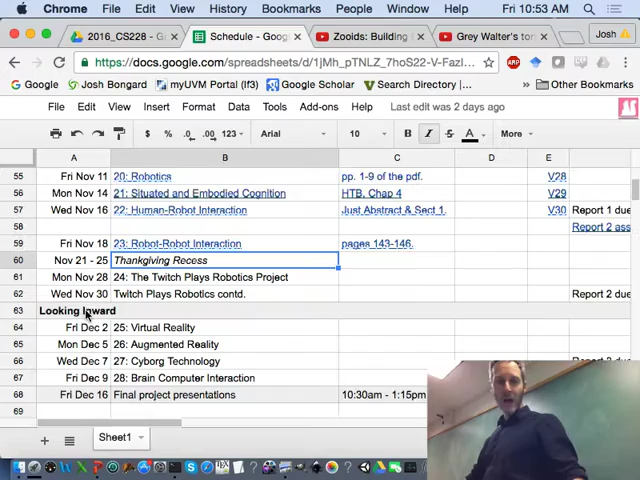 Chrome File Edit View History Bookmarks People Window Fri 10:53 AM
2016_CS228 - G Schedule - Goog Zooids: Building Grey Walter's tor Josh
https://docs.google.com/spreadsheets/d/1jMh_pTNLZ_7hoS22-V-FazI
Google Josh Bongard myUVM Portal (lf3) Google Search Directory... Other Bookmarks
File Edit View Insert Format Data Tools Add-ons Help Last edit was 2 days ago
$ % .0 .00 123 Arial 10 B I S A More
A B C D E
55 Fri Nov 11 20: Robotics pp. 1-9 of the pdf. V28
56 Mon Nov 14 21: Situated and Embodied Cognition HTB, Chap 4 V29
57 Wed Nov 16 22: Human-Robot Interaction Just Abstract & Sect 1. V30 Report 1 due
58 Report 2 ass
59 Fri Nov 18 23: Robot-Robot Interaction pages 143-146.
60 Nov 21 - 25 Thankgiving Recess
61 Mon Nov 28 24: The Twitch Plays Robotics Project
62 Wed Nov 30 Twitch Plays Robotics contd. Report 2 due
63 Looking Inward
64 Fri Dec 2 25: Virtual Reality
65 Mon Dec 5 26: Augmented Reality
66 Wed Dec 7 27: Cyborg Technology
67 Fri Dec 9 28: Brain Computer Interaction
68 Fri Dec 16 Final project presentations 10:30am - 1:15pm
69
Sheet1